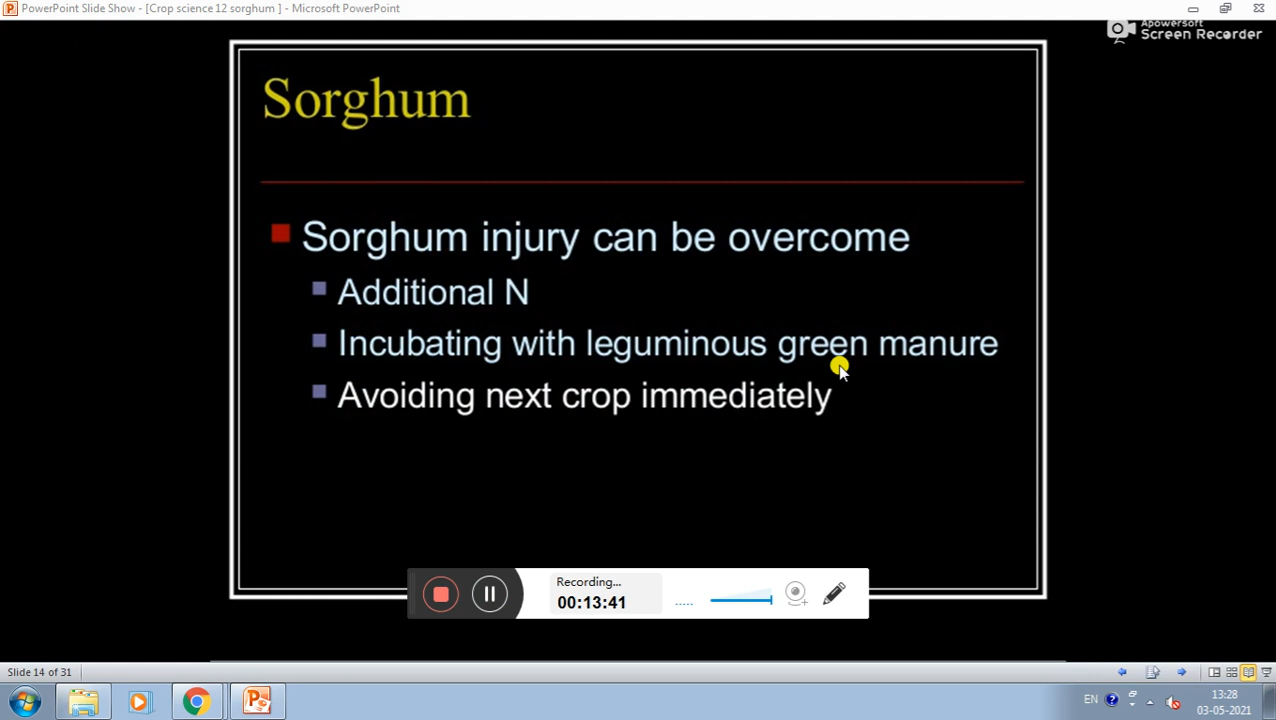 PowerPoint Slide Show - [Crop science 12 sorghum ] - Microsoft PowerPoint
Apowersoft
Screen Recorder
Sorghum
Sorghum injury can be overcome
Additional N
Incubating with leguminous green manure
Avoiding next crop immediately
Recording...
00:13:41
Slide 14 of 31
EN
13:28
03-05-2021